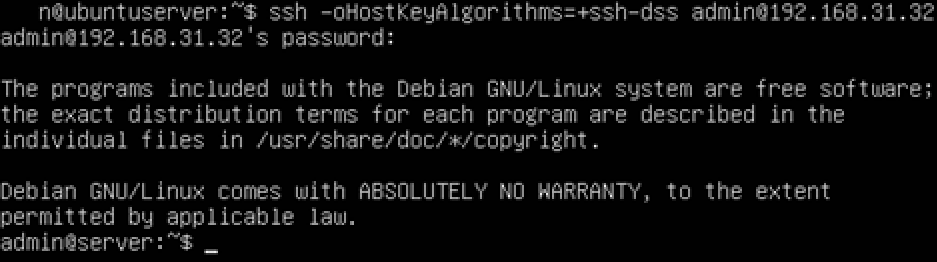 n@ubuntuserver:~$ ssh -oHostKeyAlgorithms=+ssh-dss admin@192.168.31.32
admin@192.168.31.32's password:
The programs included with the Debian GNU/Linux system are free software;
the exact distribution terms for each program are described in the
individual files in /usr/share/doc/*/copyright.
Debian GNU/Linux comes with ABSOLUTELY NO WARRANTY, to the extent
permitted by applicable law.
admin@server:~$ _